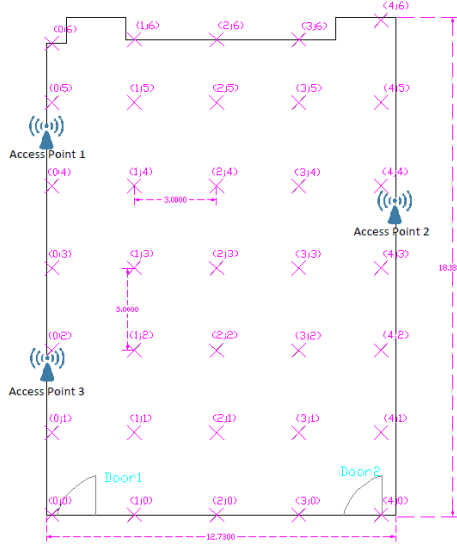 (4;6)
(0;6) (1;6) (2;6) (3;6)
(0;5) (1;5) (2;5) (3;5) (4;5)
Access Point 1
(0;4) (1;4) (2;4) (3;4) (4;4)
3.0000
Access Point 2
(0;3) (1;3) (2;3) (3;3) (4;3)
18.18
3.0000
(0;2) (1;2) (2;2) (3;2) (4;2)
Access Point 3
(0;1) (1;1) (2;1) (3;1) (4;1)
Door1 Door2
(0;0) (1;0) (2;0) (3;0) (4;0)
12.7300